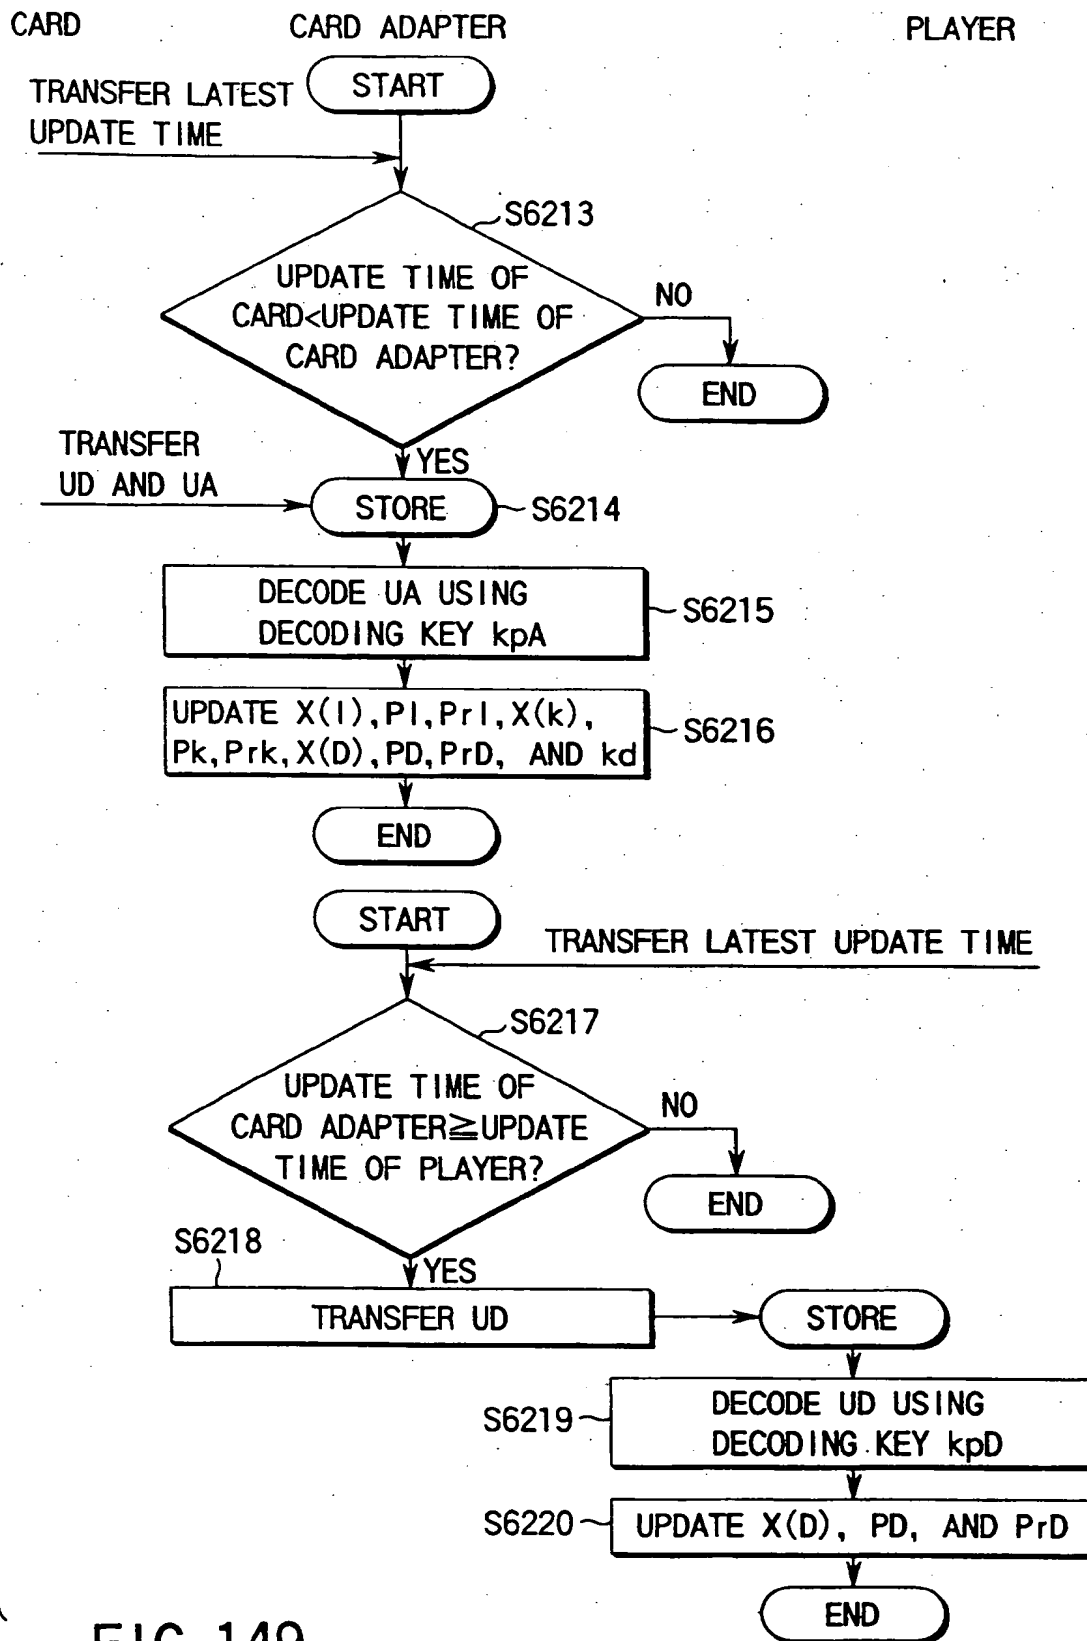 CARD
CARD ADAPTER
PLAYER
START
TRANSFER LATEST
UPDATE TIME
S6213
UPDATE TIME OF
CARD<UPDATE TIME OF
CARD ADAPTER?
NO
END
YES
TRANSFER
UD AND UA
STORE
S6214
DECODE UA USING
DECODING KEY kpA
S6215
UPDATE X(I),PI,PrI,X(k),
Pk,Prk,X(D),PD,PrD, AND kd
S6216
END
START
TRANSFER LATEST UPDATE TIME
S6217
UPDATE TIME OF
CARD ADAPTER≧UPDATE
TIME OF PLAYER?
NO
END
S6218
YES
TRANSFER UD
STORE
S6219
DECODE UD USING
DECODING KEY kpD
S6220
UPDATE X(D), PD, AND PrD
END
FIG.149